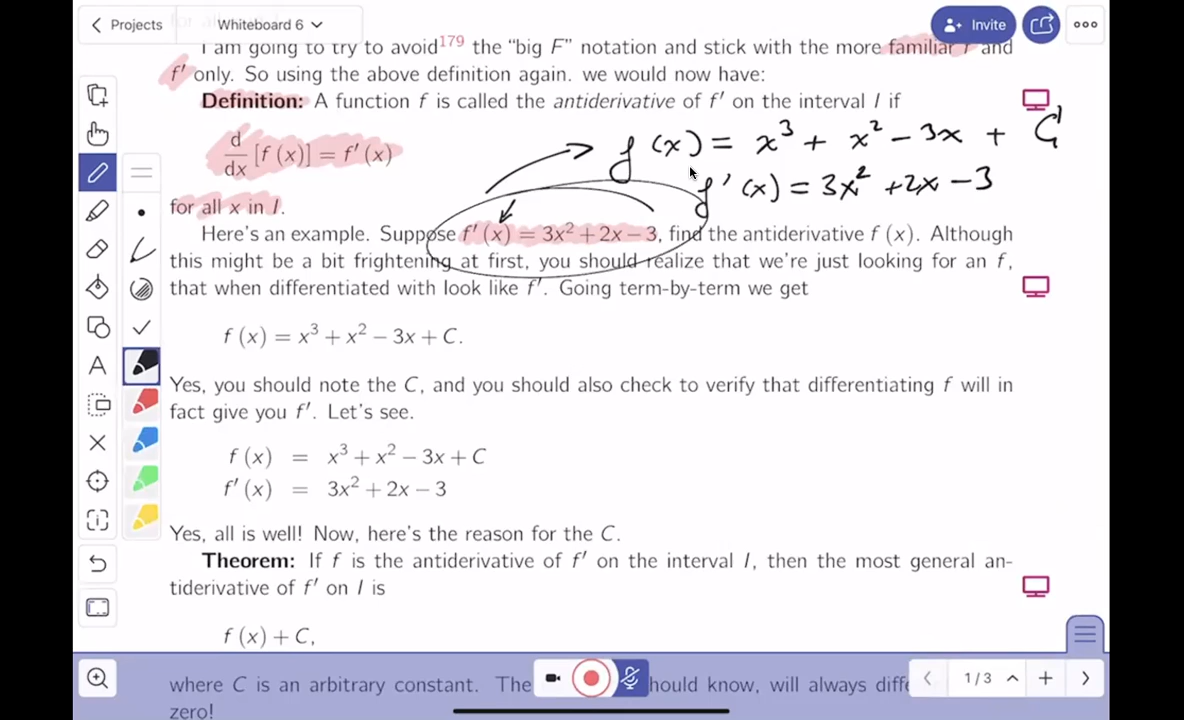 Projects
Whiteboard 6
Invite
I am going to try to avoid179 the “big F” notation and stick with the more familiar f and
f′ only. So using the above definition again. we would now have:
Definition: A function f is called the antiderivative of f′ on the interval I if
d/dx [f (x)] = f′ (x)
f (x) = x³ + x² − 3x + C
f′ (x) = 3x² + 2x − 3
for all x in I.
Here’s an example. Suppose f′ (x) = 3x² + 2x − 3, find the antiderivative f (x). Although
this might be a bit frightening at first, you should realize that we’re just looking for an f,
that when differentiated with look like f′. Going term-by-term we get
f (x) = x³ + x² − 3x + C.
Yes, you should note the C, and you should also check to verify that differentiating f will in
fact give you f′. Let’s see.
f (x) = x³ + x² − 3x + C
f′ (x) = 3x² + 2x − 3
Yes, all is well! Now, here’s the reason for the C.
Theorem: If f is the antiderivative of f′ on the interval I, then the most general an-
tiderivative of f′ on I is
f (x) + C,
where C is an arbitrary constant. The hould know, will always diffe
zero!
1/3